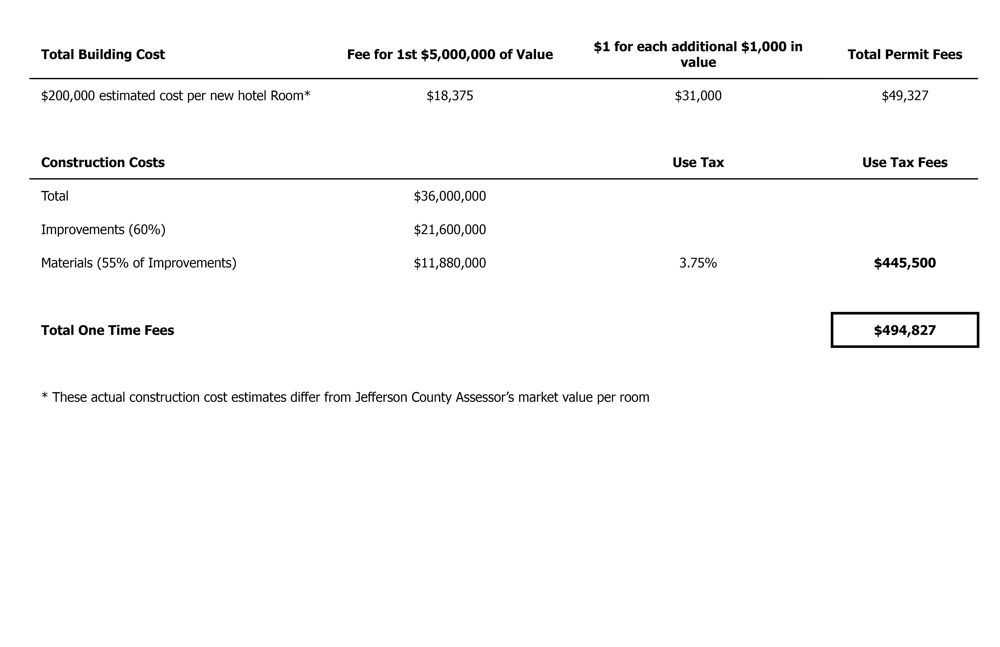 Total Building Cost Fee for 1st $5,000,000 of Value $1 for each additional $1,000 in
value Total Permit Fees
$200,000 estimated cost per new hotel Room* $18,375 $31,000 $49,327
Construction Costs Use Tax Use Tax Fees
Total $36,000,000
Improvements (60%) $21,600,000
Materials (55% of Improvements) $11,880,000 3.75% $445,500
Total One Time Fees $494,827
* These actual construction cost estimates differ from Jefferson County Assessor’s market value per room